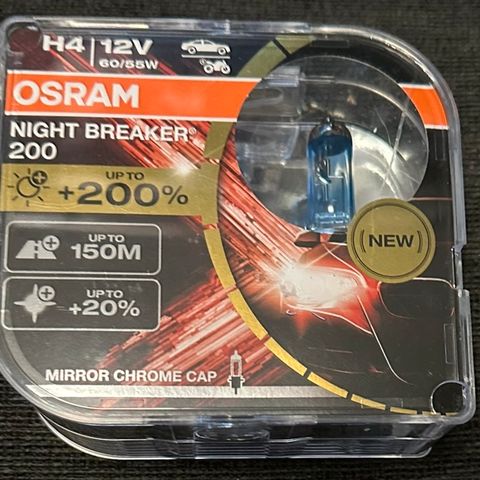 H4 12V
60/55W
OSRAM
NIGHT BREAKER®
200
UP TO
+200%
UP TO
150M
UP TO
+20%
NEW
MIRROR CHROME CAP